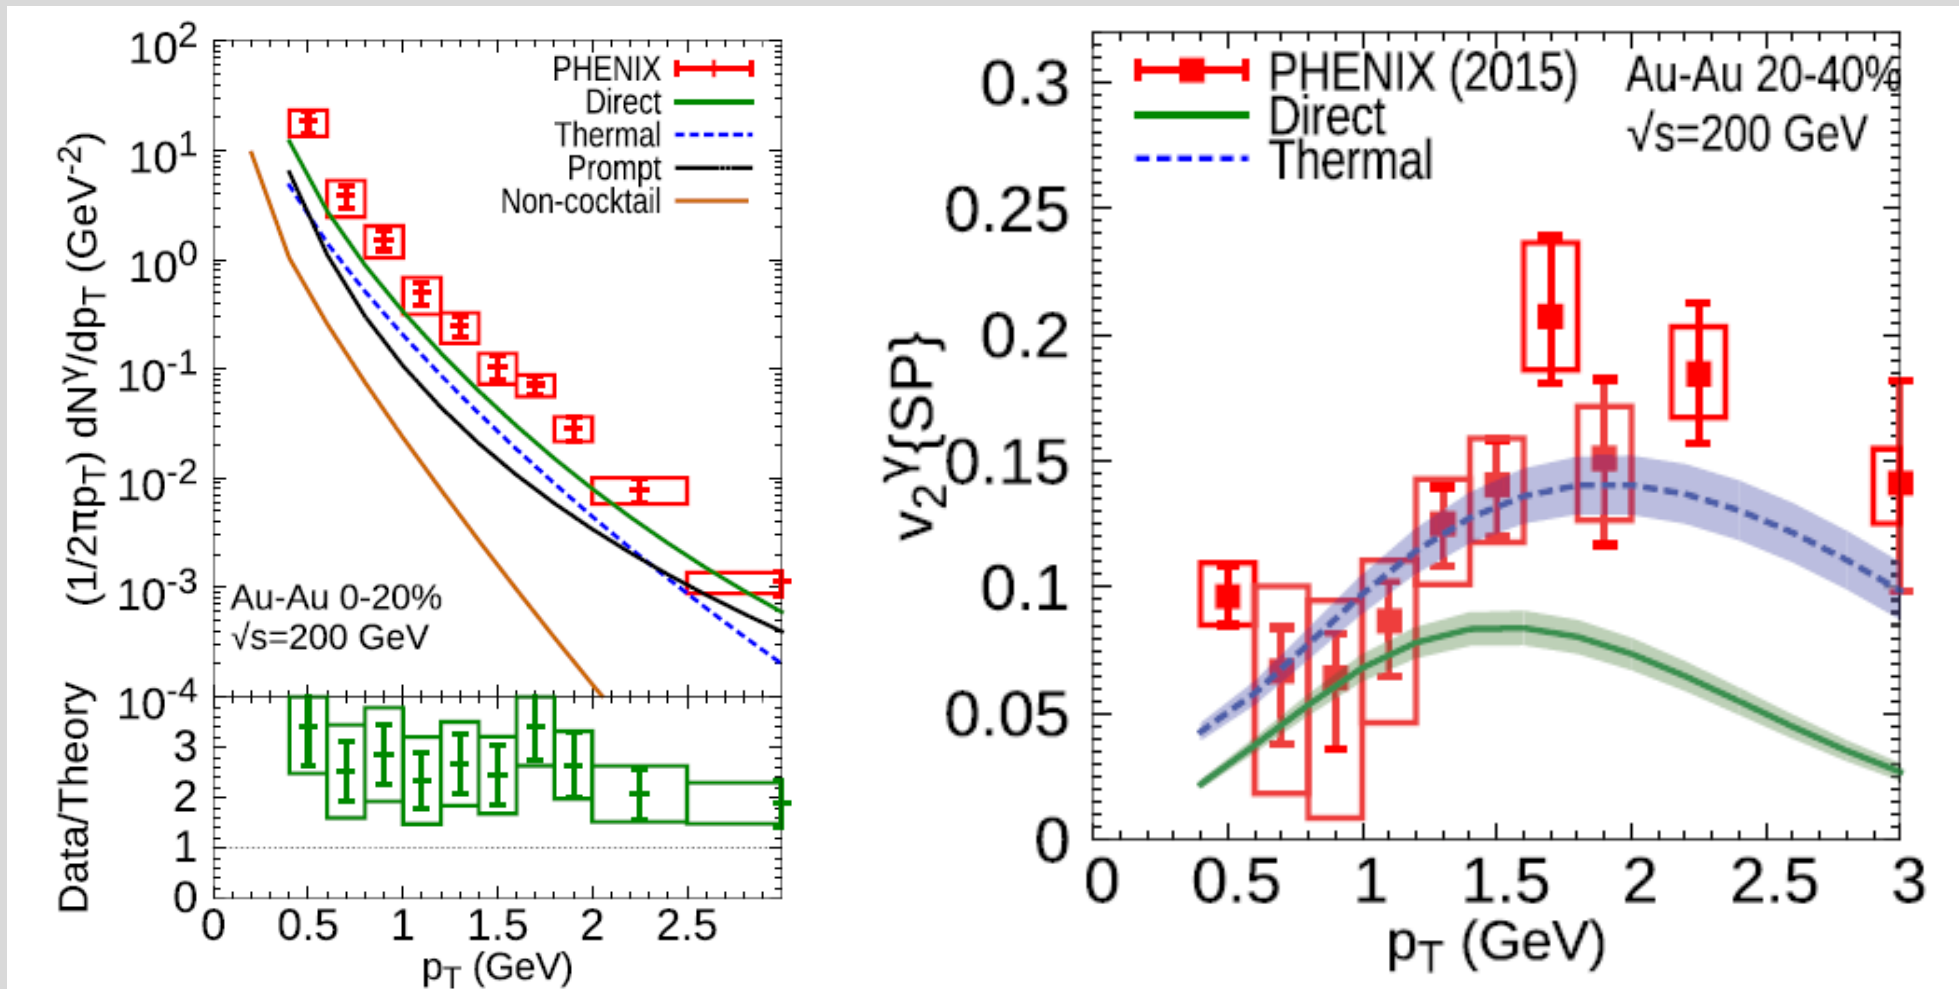 10²
10¹
10⁰
10⁻¹
10⁻²
10⁻³
10⁻⁴
(1/2πp_T) dN^γ/dp_T (GeV⁻²)
PHENIX
Direct
Thermal
Prompt
Non-cocktail
Au-Au 0-20%
√s=200 GeV
Data/Theory
3
2
1
0
0 0.5 1 1.5 2 2.5
p_T (GeV)
0.3
0.25
0.2
0.15
0.1
0.05
0
v₂^γ{SP}
PHENIX (2015)
Direct
Thermal
Au-Au 20-40%
√s=200 GeV
0 0.5 1 1.5 2 2.5 3
p_T (GeV)